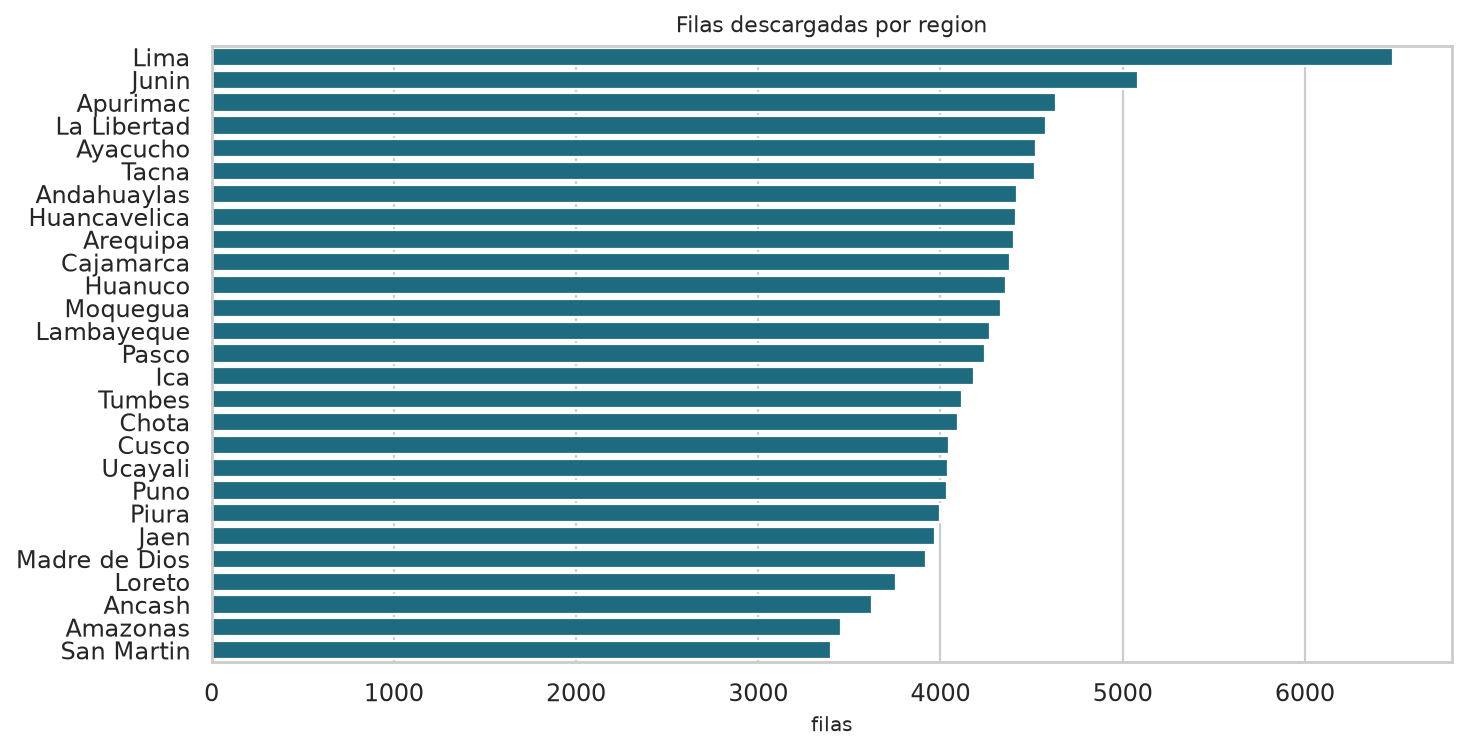 Filas descargadas por region
Lima
Junin
Apurimac
La Libertad
Ayacucho
Tacna
Andahuaylas
Huancavelica
Arequipa
Cajamarca
Huanuco
Moquegua
Lambayeque
Pasco
Ica
Tumbes
Chota
Cusco
Ucayali
Puno
Piura
Jaen
Madre de Dios
Loreto
Ancash
Amazonas
San Martin
0 1000 2000 3000 4000 5000 6000
filas